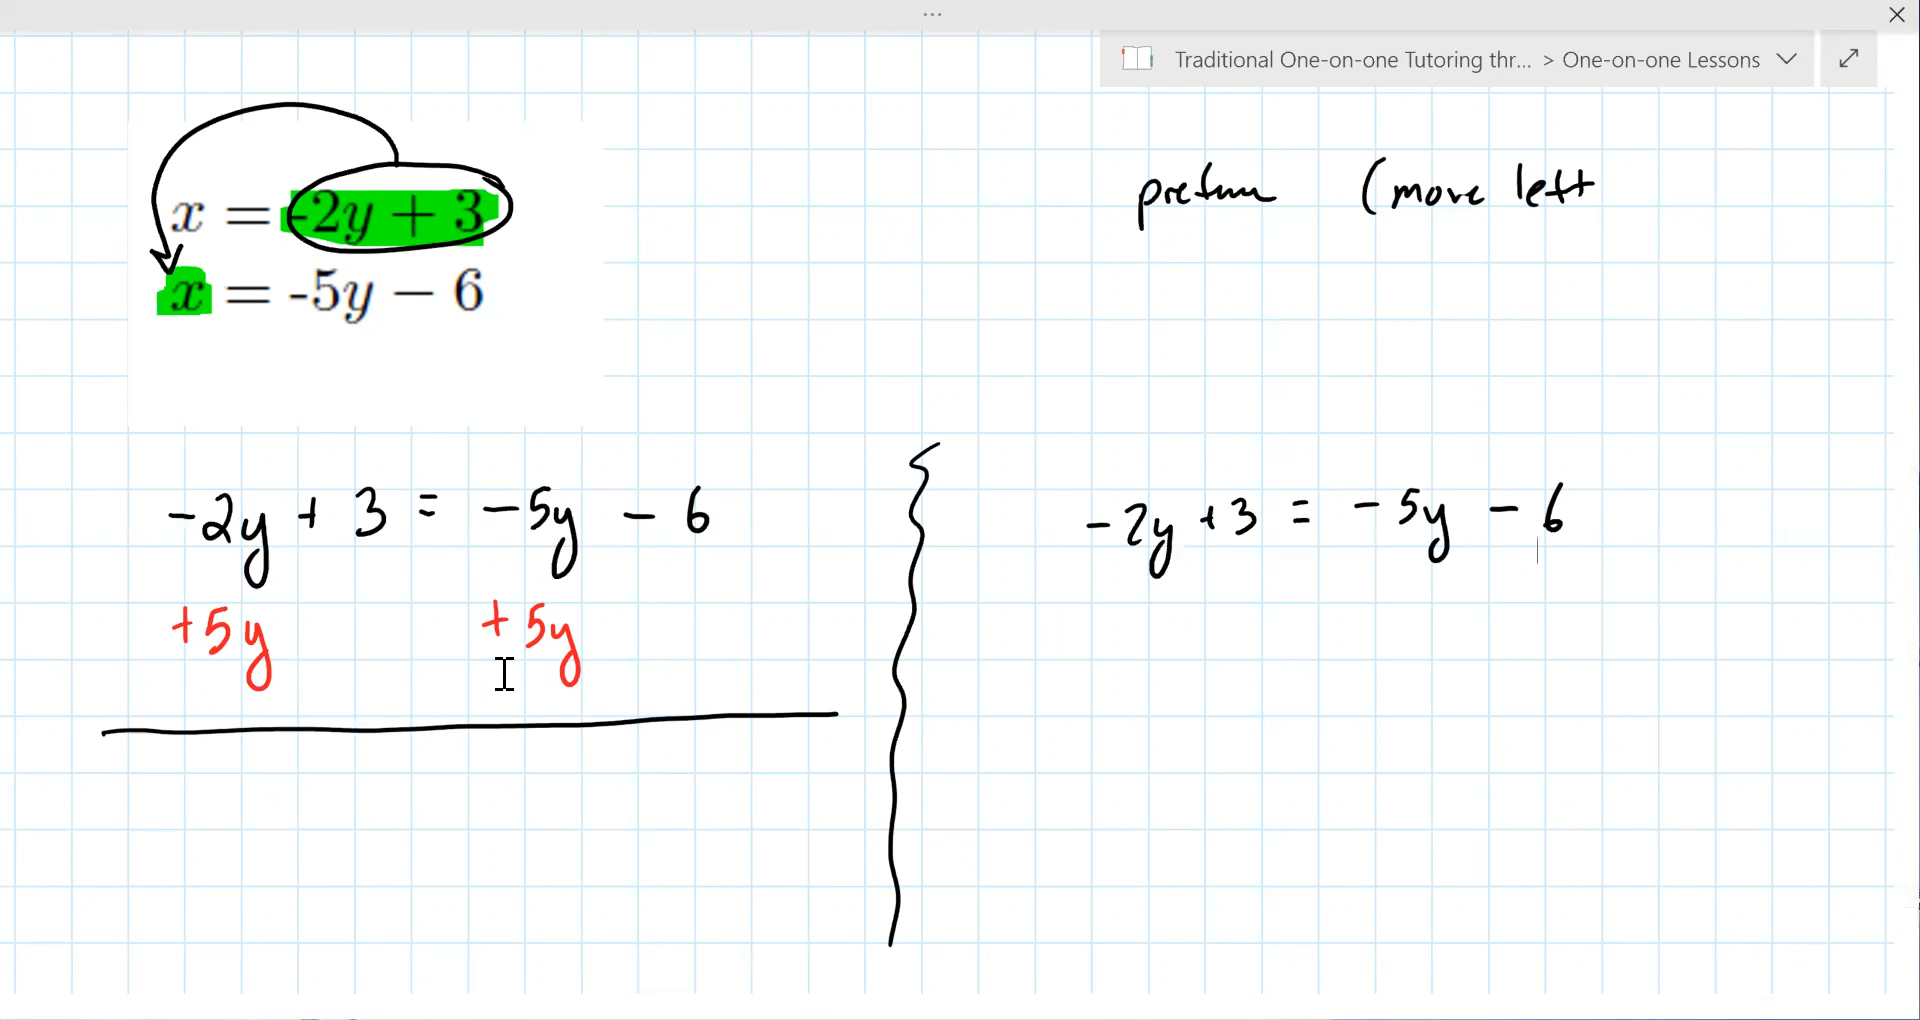 ...
Traditional One-on-one Tutoring thr... > One-on-one Lessons
x = -2y + 3
x = -5y − 6
(move left
-2y + 3 = -5y - 6
+5y +5y
-2y + 3 = -5y - 6